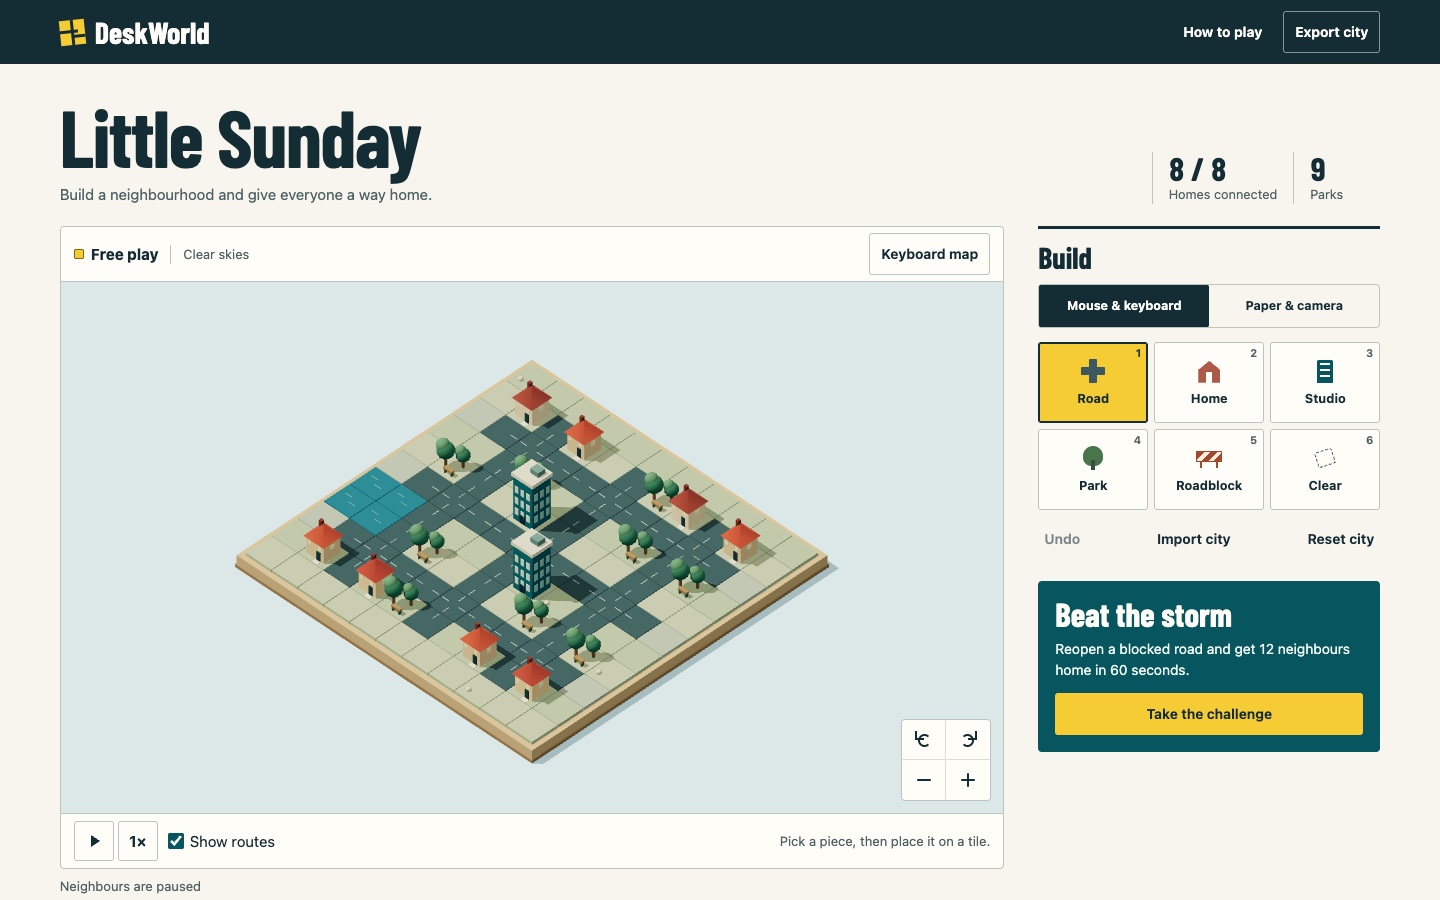 DeskWorld
How to play
Export city
Little Sunday
Build a neighbourhood and give everyone a way home.
8 / 8
Homes connected
9
Parks
Free play
Clear skies
Keyboard map
Build
Mouse & keyboard
Paper & camera
1
Road
2
Home
3
Studio
4
Park
5
Roadblock
6
Clear
Undo
Import city
Reset city
Beat the storm
Reopen a blocked road and get 12 neighbours
home in 60 seconds.
Take the challenge
1×
Show routes
Pick a piece, then place it on a tile.
Neighbours are paused